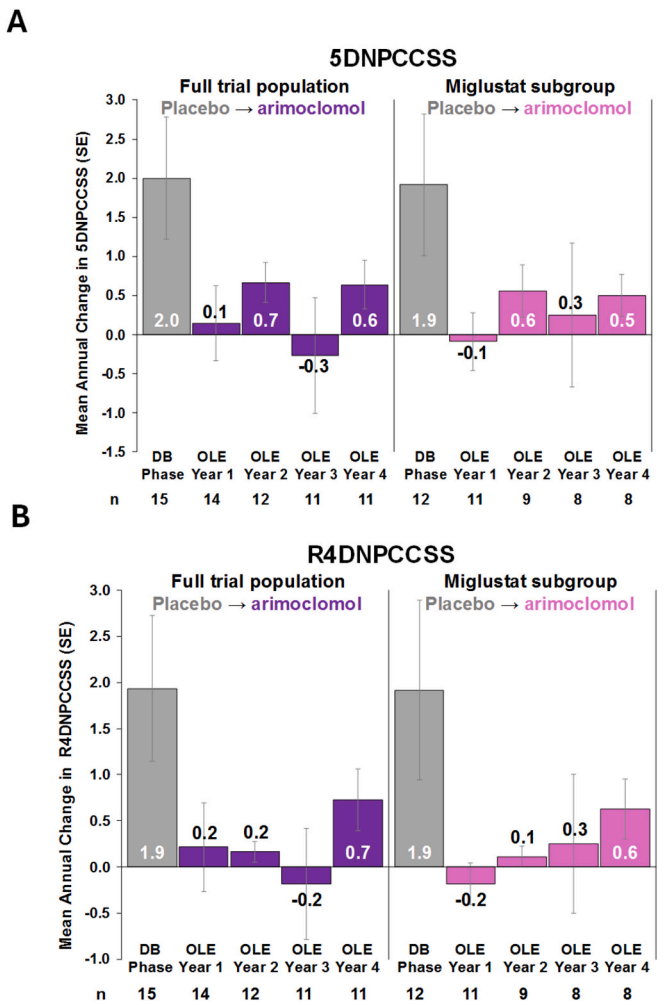 A
5DNPCCSS
Full trial population Miglustat subgroup
Placebo → arimoclomol Placebo → arimoclomol
Mean Annual Change in 5DNPCCSS (SE)
3.0
2.5
2.0
1.5
1.0
0.5
0.0
-0.5
-1.0
-1.5
2.0 0.1 0.7 -0.3 0.6 1.9 -0.1 0.6 0.3 0.5
DB OLE OLE OLE OLE DB OLE OLE OLE OLE
Phase Year 1 Year 2 Year 3 Year 4 Phase Year 1 Year 2 Year 3 Year 4
n 15 14 12 11 11 12 11 9 8 8
B
R4DNPCCSS
Full trial population Miglustat subgroup
Placebo → arimoclomol Placebo → arimoclomol
Mean Annual Change in R4DNPCCSS (SE)
3.0
2.5
2.0
1.5
1.0
0.5
0.0
-0.5
-1.0
1.9 0.2 0.2 -0.2 0.7 1.9 -0.2 0.1 0.3 0.6
DB OLE OLE OLE OLE DB OLE OLE OLE OLE
Phase Year 1 Year 2 Year 3 Year 4 Phase Year 1 Year 2 Year 3 Year 4
n 15 14 12 11 11 12 11 9 8 8